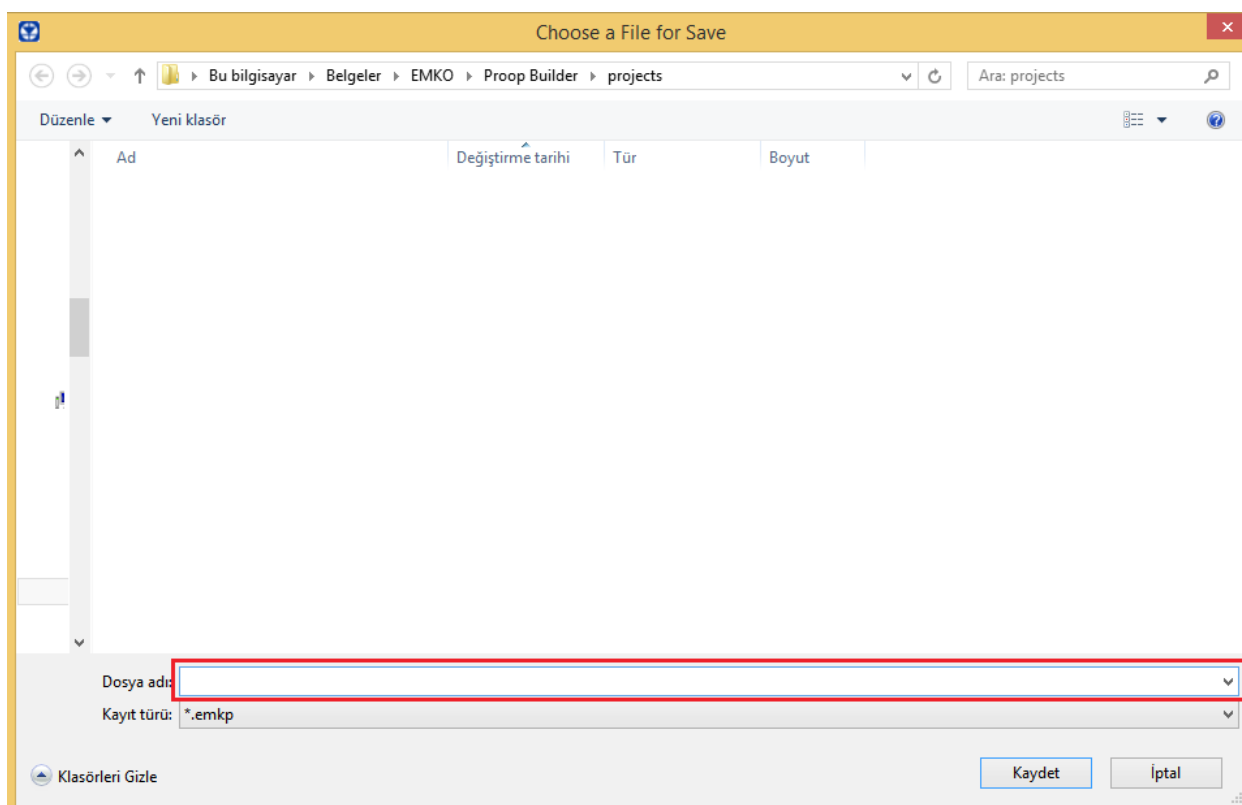 Choose a File for Save
Bu bilgisayar Belgeler EMKO Proop Builder projects Ara: projects
Düzenle Yeni klasör
Ad Değiştirme tarihi Tür Boyut
Dosya adı:
Kayıt türü: *.emkp
Klasörleri Gizle Kaydet İptal